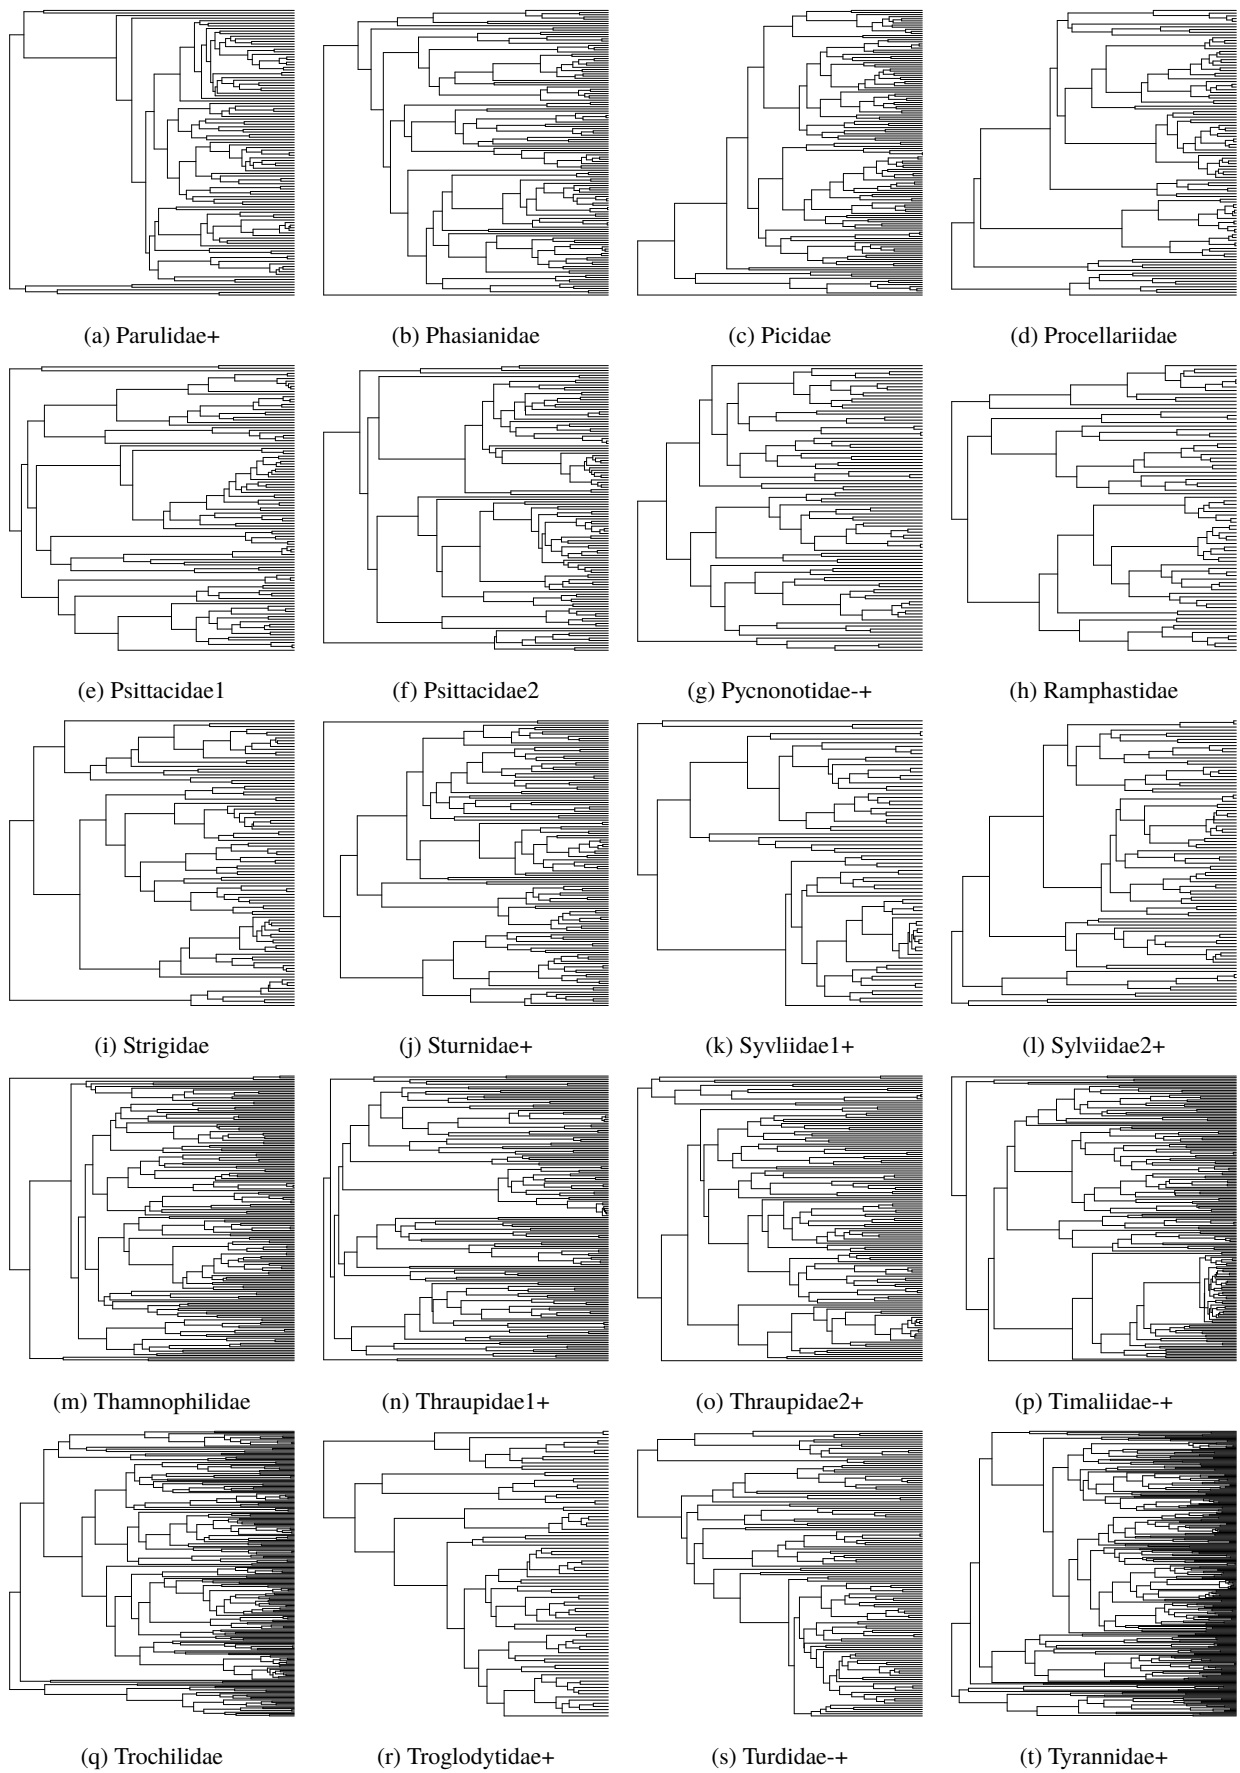 (a) Parulidae+ (b) Phasianidae (c) Picidae (d) Procellariidae
(e) Psittacidae1 (f) Psittacidae2 (g) Pycnonotidae-+ (h) Ramphastidae
(i) Strigidae (j) Sturnidae+ (k) Syvliidae1+ (l) Sylviidae2+
(m) Thamnophilidae (n) Thraupidae1+ (o) Thraupidae2+ (p) Timaliidae-+
(q) Trochilidae (r) Troglodytidae+ (s) Turdidae-+ (t) Tyrannidae+